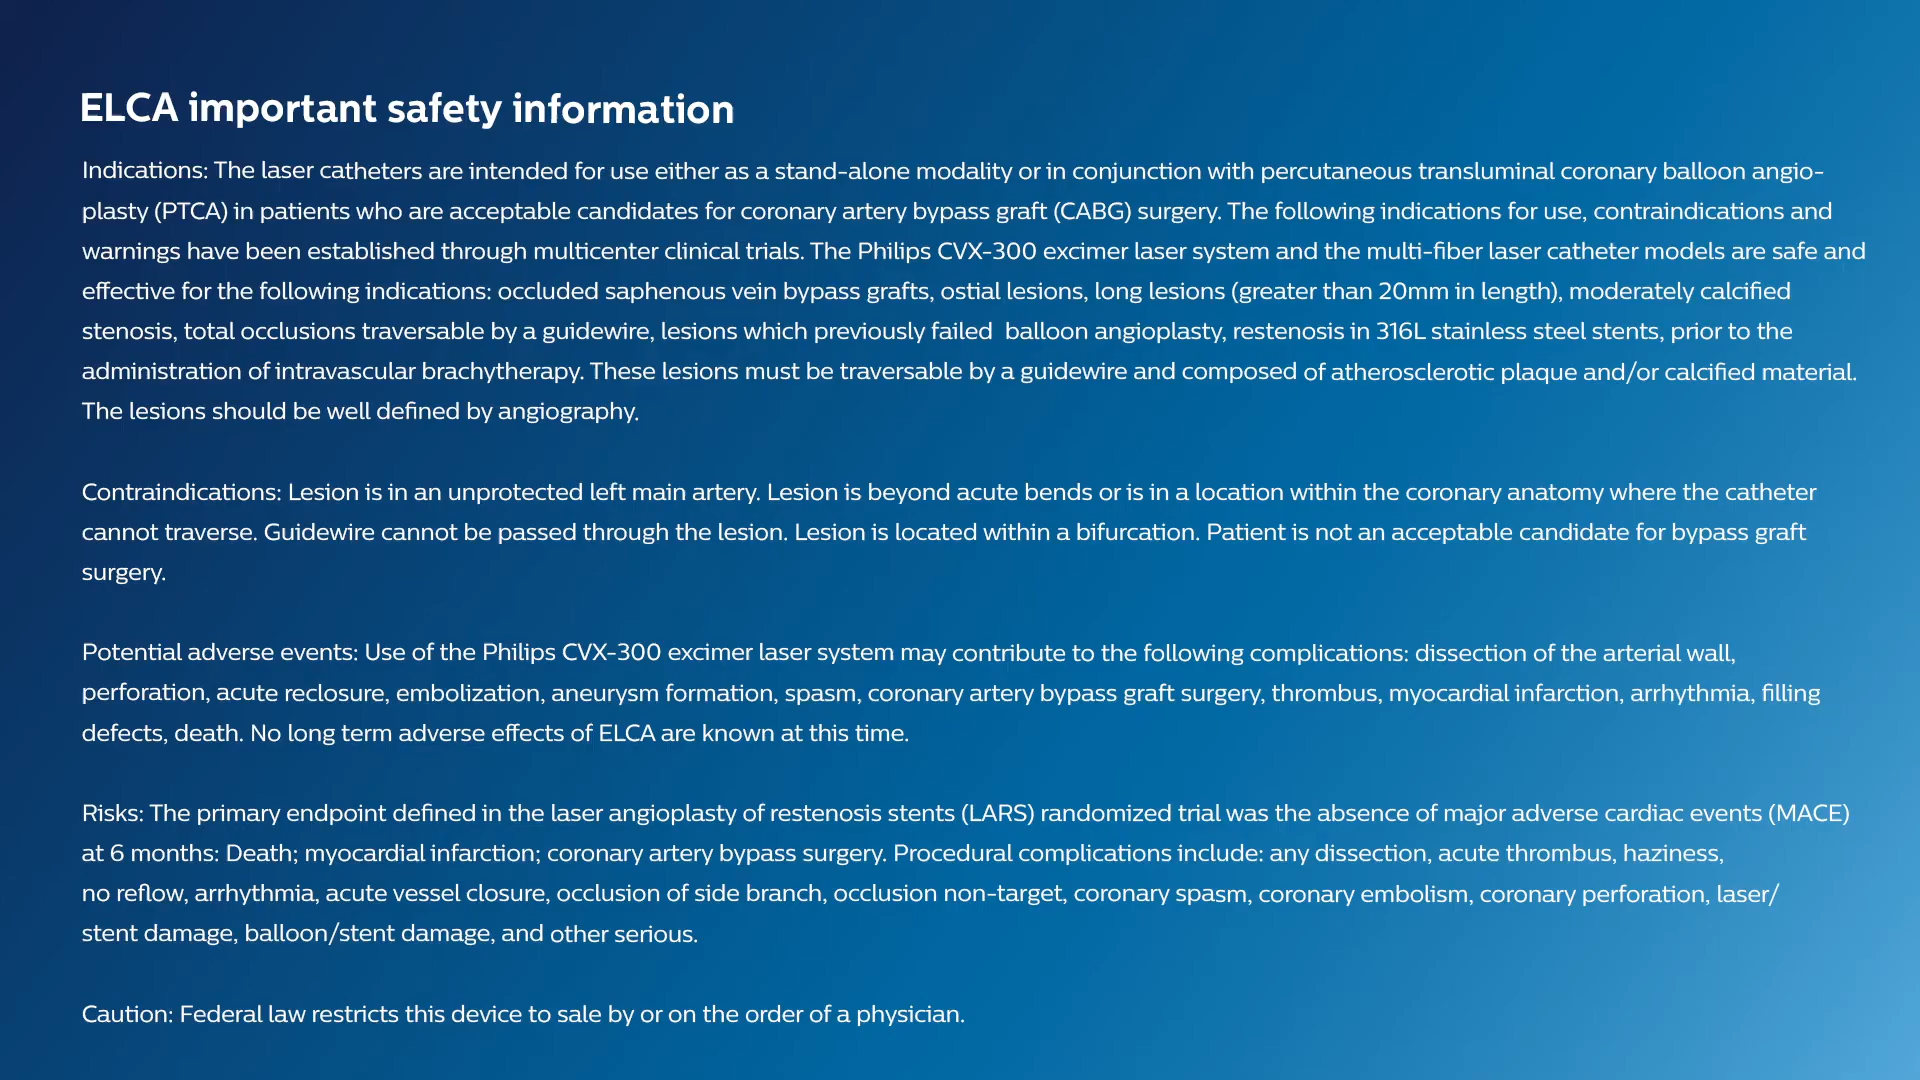 ELCA important safety information
Indications: The laser catheters are intended for use either as a stand-alone modality or in conjunction with percutaneous transluminal coronary balloon angio-
plasty (PTCA) in patients who are acceptable candidates for coronary artery bypass graft (CABG) surgery. The following indications for use, contraindications and
warnings have been established through multicenter clinical trials. The Philips CVX-300 excimer laser system and the multi-fiber laser catheter models are safe and
effective for the following indications: occluded saphenous vein bypass grafts, ostial lesions, long lesions (greater than 20mm in length), moderately calcified
stenosis, total occlusions traversable by a guidewire, lesions which previously failed  balloon angioplasty, restenosis in 316L stainless steel stents, prior to the
administration of intravascular brachytherapy. These lesions must be traversable by a guidewire and composed of atherosclerotic plaque and/or calcified material.
The lesions should be well defined by angiography.
Contraindications: Lesion is in an unprotected left main artery. Lesion is beyond acute bends or is in a location within the coronary anatomy where the catheter
cannot traverse. Guidewire cannot be passed through the lesion. Lesion is located within a bifurcation. Patient is not an acceptable candidate for bypass graft
surgery.
Potential adverse events: Use of the Philips CVX-300 excimer laser system may contribute to the following complications: dissection of the arterial wall,
perforation, acute reclosure, embolization, aneurysm formation, spasm, coronary artery bypass graft surgery, thrombus, myocardial infarction, arrhythmia, filling
defects, death. No long term adverse effects of ELCA are known at this time.
Risks: The primary endpoint defined in the laser angioplasty of restenosis stents (LARS) randomized trial was the absence of major adverse cardiac events (MACE)
at 6 months: Death; myocardial infarction; coronary artery bypass surgery. Procedural complications include: any dissection, acute thrombus, haziness,
no reflow, arrhythmia, acute vessel closure, occlusion of side branch, occlusion non-target, coronary spasm, coronary embolism, coronary perforation, laser/
stent damage, balloon/stent damage, and other serious.
Caution: Federal law restricts this device to sale by or on the order of a physician.